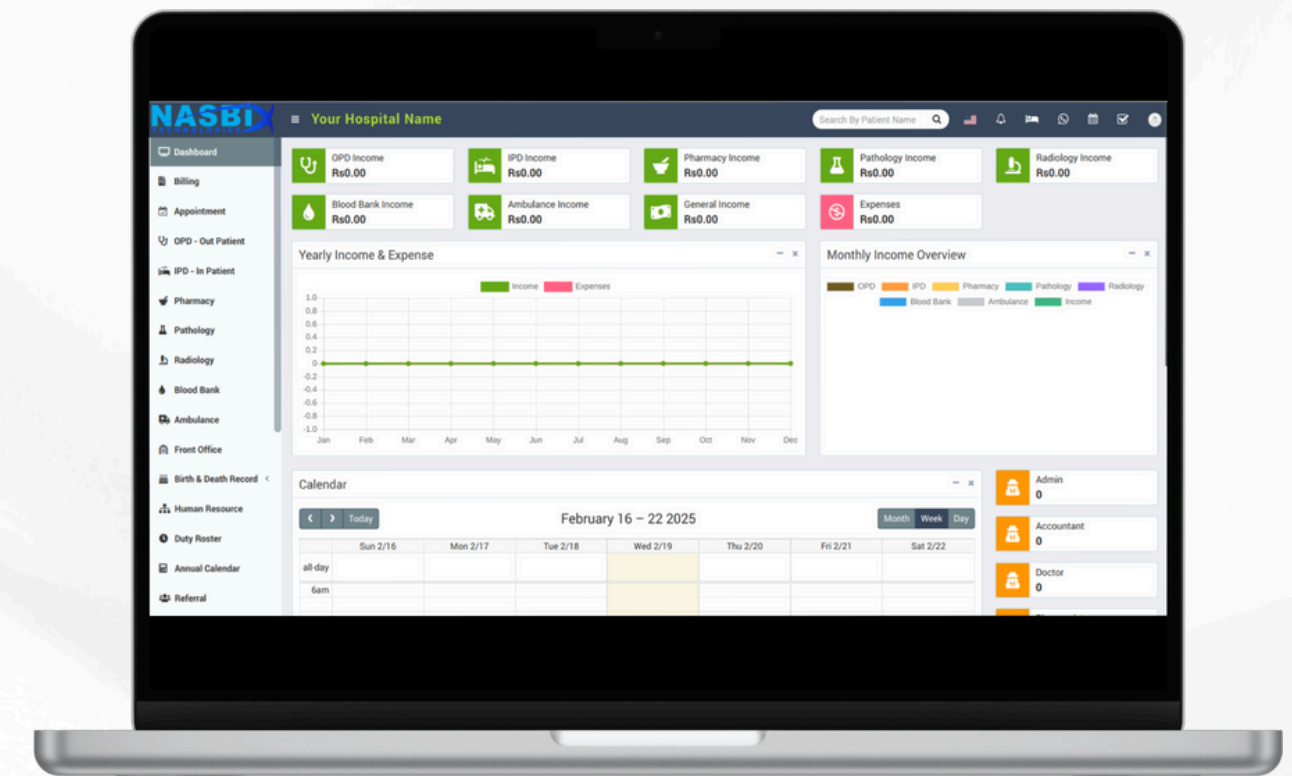 NASBIX
TECHNOLOGIES
Your Hospital Name
Search By Patient Name
Dashboard
Billing
Appointment
OPD - Out Patient
IPD - In Patient
Pharmacy
Pathology
Radiology
Blood Bank
Ambulance
Front Office
Birth & Death Record
Human Resource
Duty Roster
Annual Calendar
Referral
OPD Income
Rs0.00
IPD Income
Rs0.00
Pharmacy Income
Rs0.00
Pathology Income
Rs0.00
Radiology Income
Rs0.00
Blood Bank Income
Rs0.00
Ambulance Income
Rs0.00
General Income
Rs0.00
Expenses
Rs0.00
Yearly Income & Expense
Income Expenses
1.0
0.8
0.6
0.4
0.2
0
-0.2
-0.4
-0.6
-0.8
-1.0
Jan Feb Mar Apr May Jun Jul Aug Sep Oct Nov Dec
Monthly Income Overview
OPD IPD Pharmacy Pathology Radiology
Blood Bank Ambulance Income
Calendar
Today
February 16 – 22 2025
Month Week Day
Sun 2/16 Mon 2/17 Tue 2/18 Wed 2/19 Thu 2/20 Fri 2/21 Sat 2/22
all-day
6am
Admin
0
Accountant
0
Doctor
0